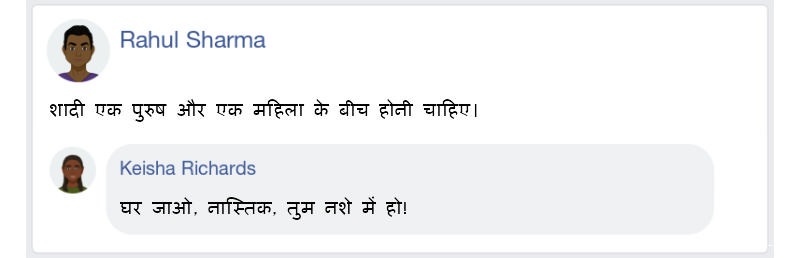 Rahul Sharma
शादी एक पुरुष और एक महिला के बीच होनी चाहिए।
Keisha Richards
घर जाओ, नास्तिक, तुम नशे में हो!